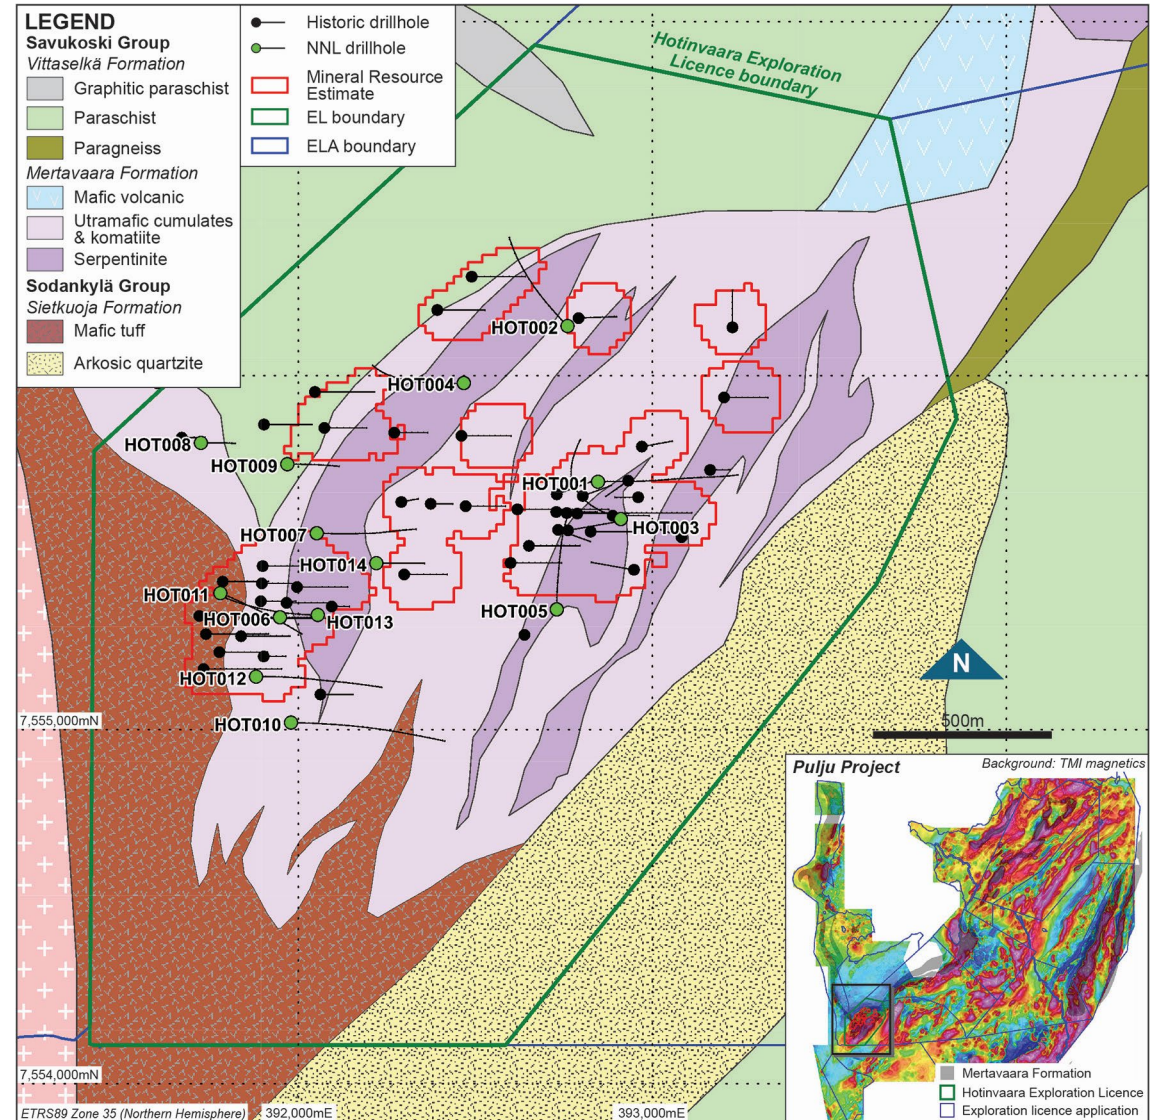 LEGEND
Savukoski Group
Vittaselkä Formation
Graphitic paraschist
Paraschist
Paragneiss
Mertavaara Formation
Mafic volcanic
Utramafic cumulates
& komatiite
Serpentinite
Sodankylä Group
Sietkuoja Formation
Mafic tuff
Arkosic quartzite
Historic drillhole
NNL drillhole
Mineral Resource
Estimate
EL boundary
ELA boundary
Hotinvaara Exploration
Licence boundary
HOT002
HOT004
HOT008
HOT009
HOT001
HOT003
HOT007
HOT014
HOT011
HOT005
HOT006
HOT013
HOT012
HOT010
N
500m
7,555,000mN
7,554,000mN
ETRS89 Zone 35 (Northern Hemisphere)
392,000mE
393,000mE
Pulju Project
Background: TMI magnetics
Mertavaara Formation
Hotinvaara Exploration Licence
Exploration licence application